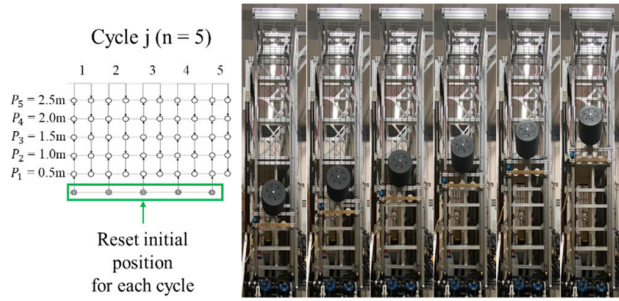 Cycle j (n = 5)
1 2 3 4 5
P₅ = 2.5m
P₄ = 2.0m
P₃ = 1.5m
P₂ = 1.0m
P₁ = 0.5m
Reset initial
position
for each cycle